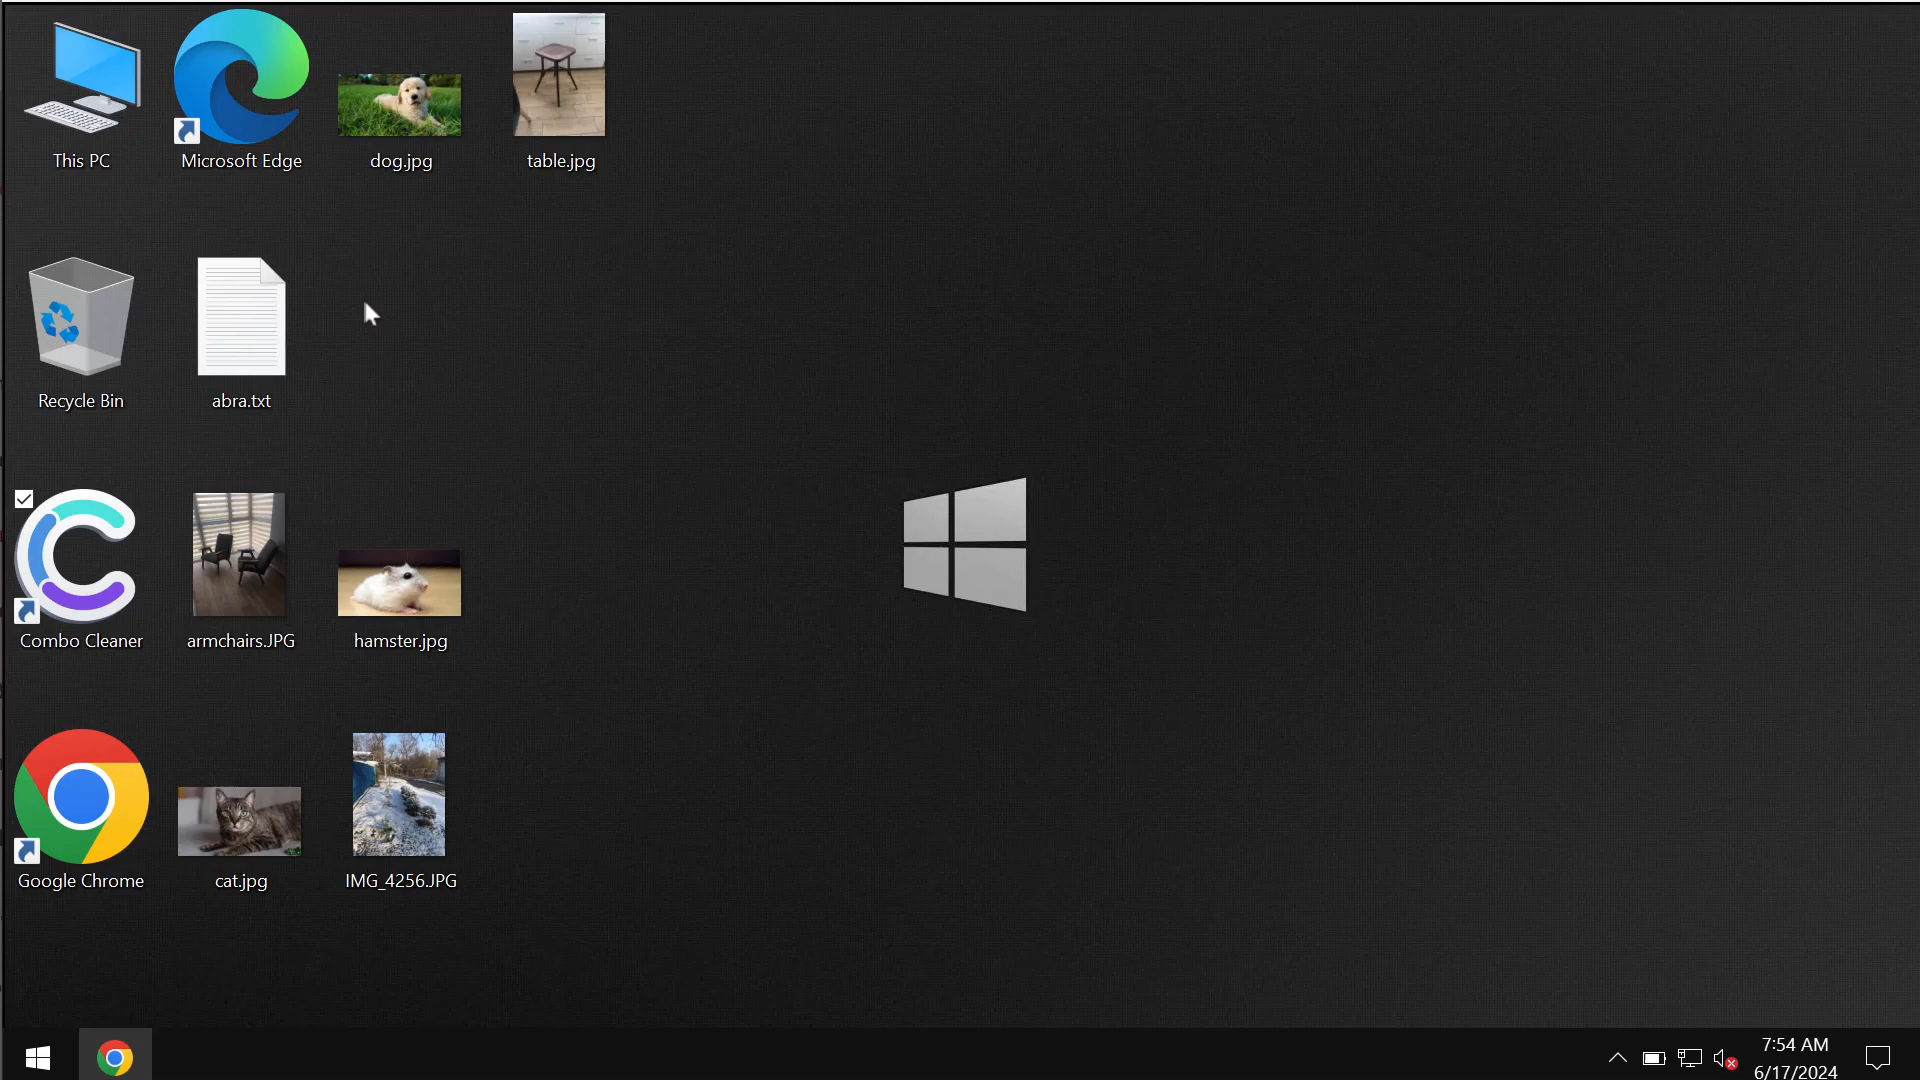 This PC
Microsoft Edge
dog.jpg
table.jpg
Recycle Bin
abra.txt
Combo Cleaner
armchairs.JPG
hamster.jpg
Google Chrome
cat.jpg
IMG_4256.JPG
7:54 AM
6/17/2024